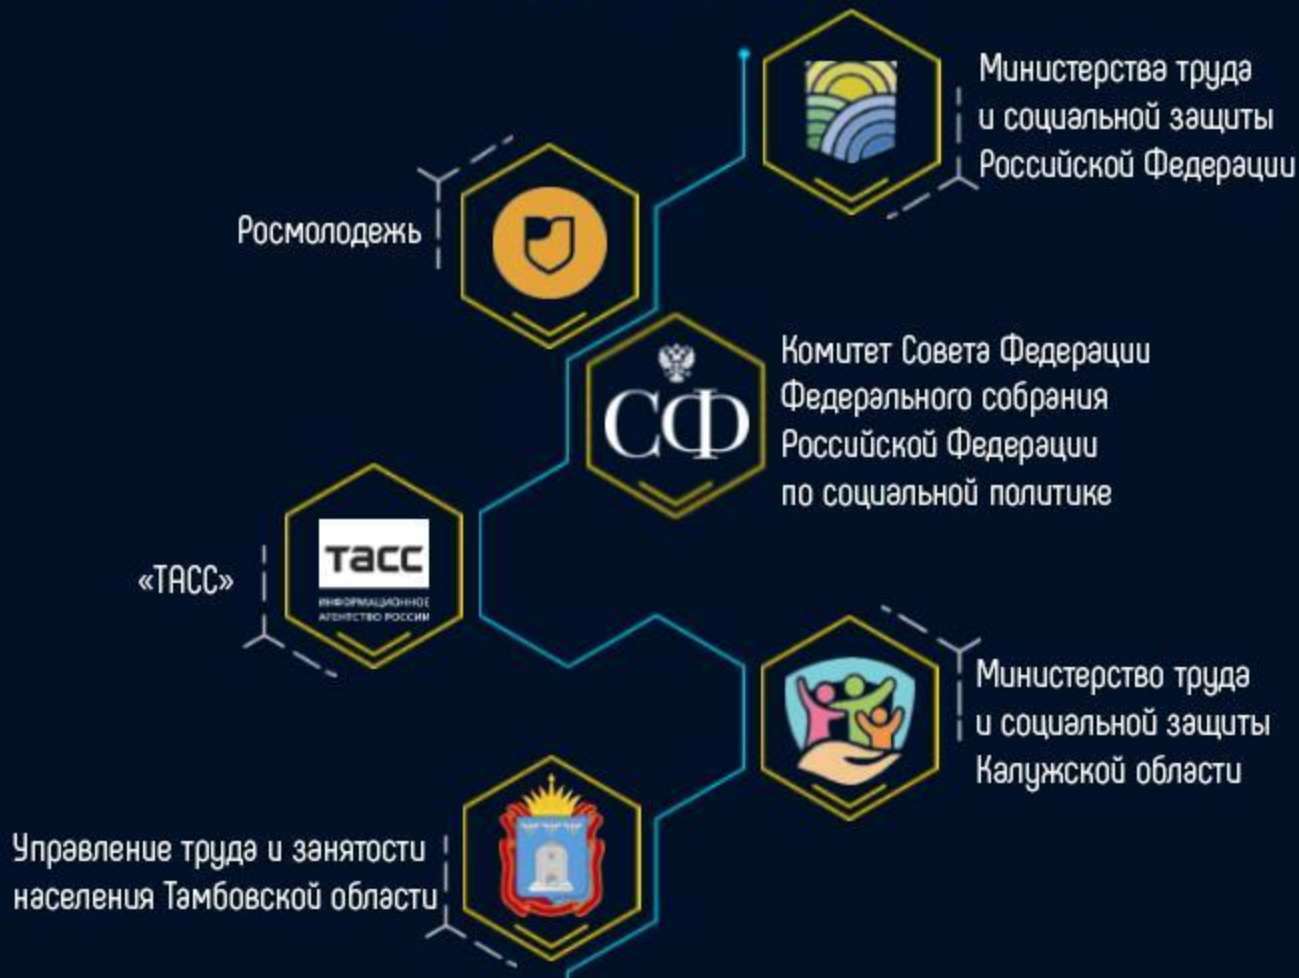 Министерства труда
и социальной защиты
Российской Федерации
Росмолодежь
Комитет Совета Федерации
Федерального собрания
Российской Федерации
по социальной политике
СФ
«ТАСС»
ТАСС
ИНФОРМАЦИОННОЕ
АГЕНТСТВО РОССИИ
Министерство труда
и социальной защиты
Калужской области
Управление труда и занятости
населения Тамбовской области